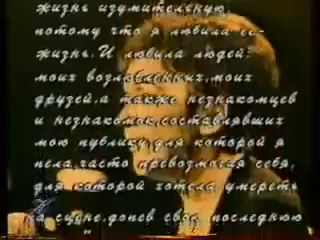 жизнь изумительную
потому что я любила ее-
жизнь.И любила людей:
моих возлюбленных,моих
друзей,а также незнакомцев
и незнакомок,составлявших
мою публику,для которой я
пела,часто превозмогая себя,
для которой хотела умереть
на сцене,допев свою последнюю